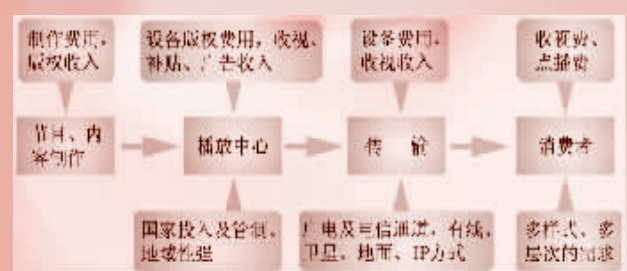 制作费用、
版权收入
设备版权费用，收视、
补贴、广告收入
设备费用、
收视收入
收视费、
点播费
节目、内
容制作
播放中心
传 输
消费者
国家投入及管制、
地域性强
广电及电信通道，有线、
卫星、地面、IP方式
多样式、多
层次的需求